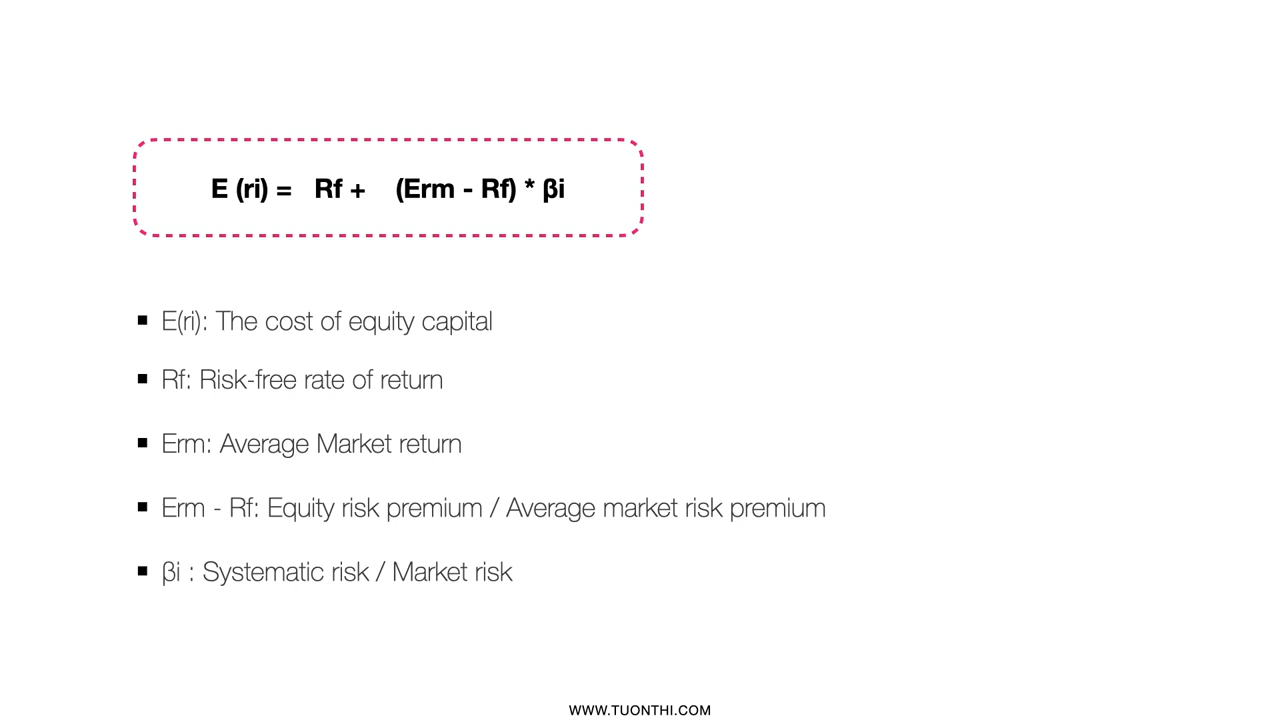 E (ri) = Rf + (Erm - Rf) * βi
▪ E(ri): The cost of equity capital
▪ Rf: Risk-free rate of return
▪ Erm: Average Market return
▪ Erm - Rf: Equity risk premium / Average market risk premium
▪ βi : Systematic risk / Market risk
WWW.TUONTHI.COM